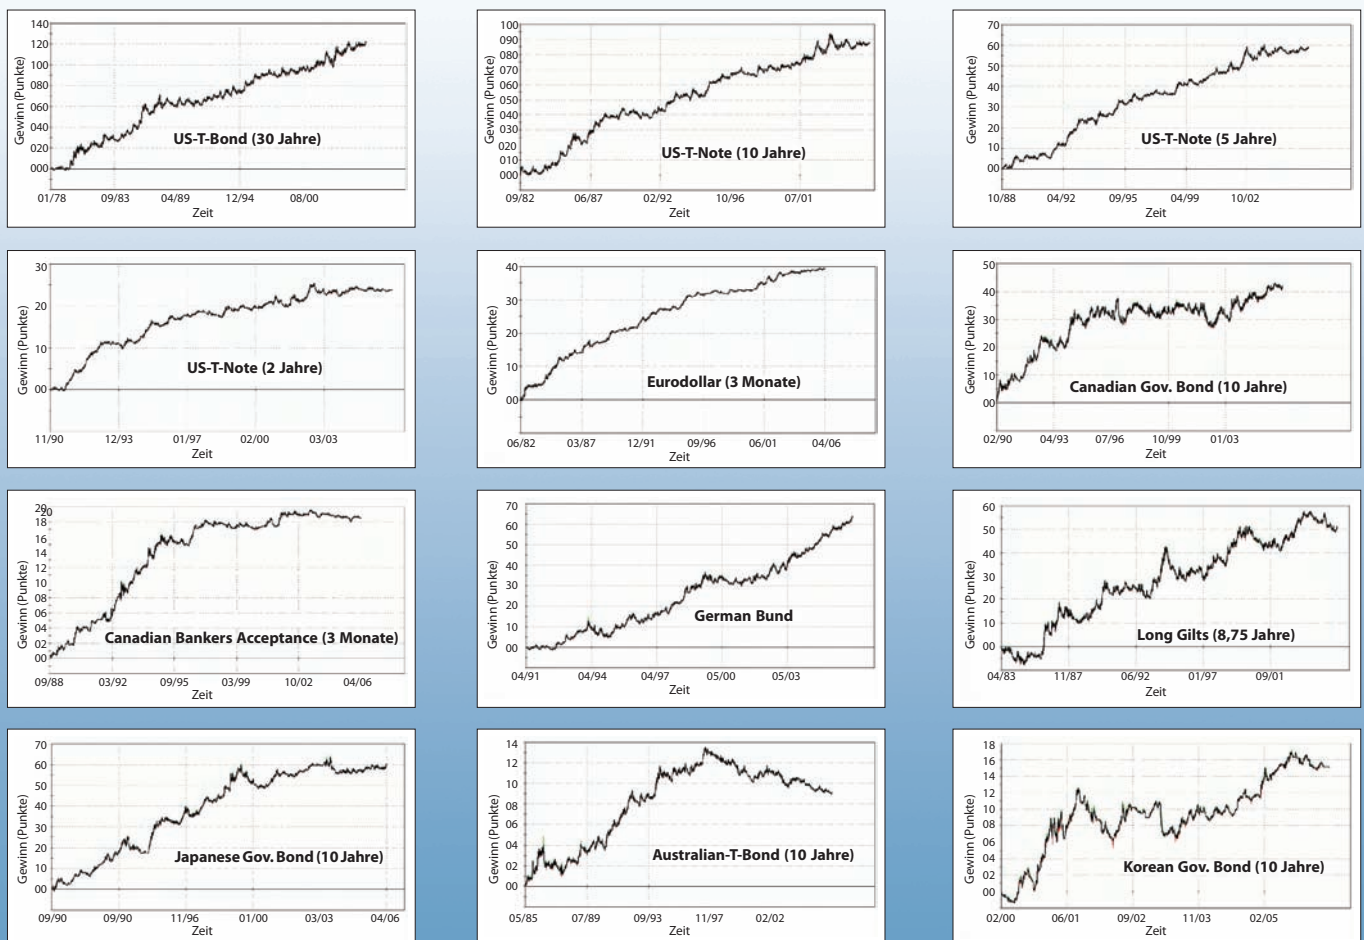 140
120
100
080
060
040
020
000
Gewinn (Punkte)
US-T-Bond (30 Jahre)
01/78 09/83 04/89 12/94 08/00
Zeit
100
090
080
070
060
050
040
030
020
010
000
Gewinn (Punkte)
US-T-Note (10 Jahre)
09/82 06/87 02/92 10/96 07/01
Zeit
70
60
50
40
30
20
10
00
Gewinn (Punkte)
US-T-Note (5 Jahre)
10/88 04/92 09/95 04/99 10/02
Zeit
30
20
10
00
Gewinn (Punkte)
US-T-Note (2 Jahre)
11/90 12/93 01/97 02/00 03/03
Zeit
40
30
20
10
00
Gewinn (Punkte)
Eurodollar (3 Monate)
06/82 03/87 12/91 09/96 06/01 04/06
Zeit
50
40
30
20
10
00
Gewinn (Punkte)
Canadian Gov. Bond (10 Jahre)
02/90 04/93 07/96 10/99 01/03
Zeit
20
20
18
16
14
12
10
08
06
04
02
00
Gewinn (Punkte)
Canadian Bankers Acceptance (3 Monate)
09/88 03/92 09/95 03/99 10/02 04/06
Zeit
70
60
50
40
30
20
10
00
Gewinn (Punkte)
German Bund
04/91 04/94 04/97 05/00 05/03
Zeit
60
50
40
30
20
10
00
Gewinn (Punkte)
Long Gilts (8,75 Jahre)
04/83 11/87 06/92 01/97 09/01
Zeit
70
60
50
40
30
20
10
00
Gewinn (Punkte)
Japanese Gov. Bond (10 Jahre)
09/90 09/90 11/96 01/00 03/03 04/06
Zeit
14
12
10
08
06
04
02
00
Gewinn (Punkte)
Australian-T-Bond (10 Jahre)
05/85 07/89 09/93 11/97 02/02
Zeit
18
16
14
12
10
08
06
04
02
00
Gewinn (Punkte)
Korean Gov. Bond (10 Jahre)
02/00 06/01 09/02 11/03 02/05
Zeit